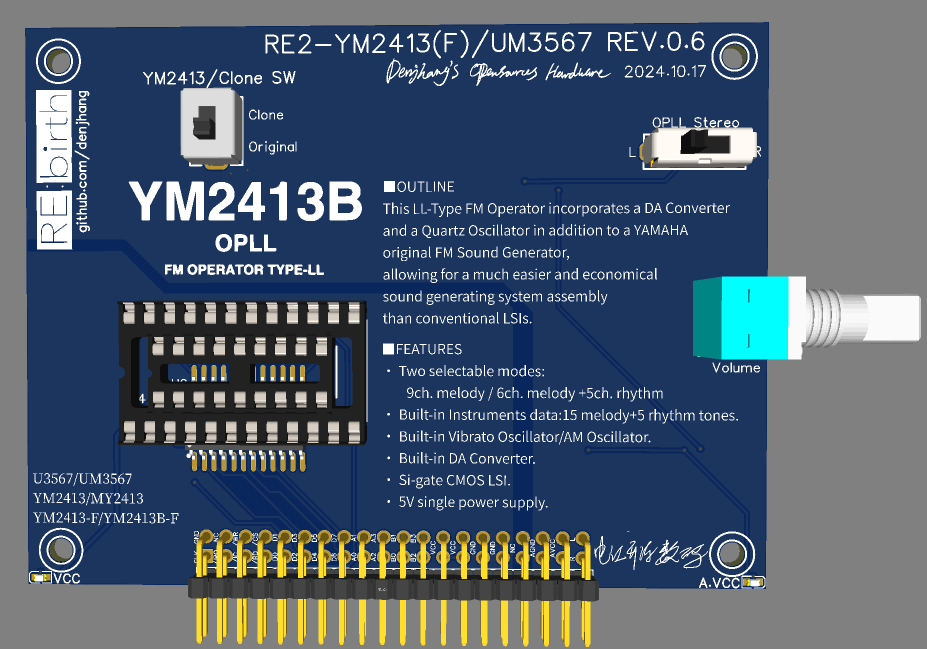 RE2-YM2413(F)/UM3567 REV.0.6
Denjhang's Opensources Hardware 2024.10.17
YM2413/Clone SW
Clone
Original
OPLL Stereo
L R
RE:birth
github.com/denjhang
YM2413B
OPLL
FM OPERATOR TYPE-LL
■OUTLINE
This LL-Type FM Operator incorporates a DA Converter
and a Quartz Oscillator in addition to a YAMAHA
original FM Sound Generator,
allowing for a much easier and economical
sound generating system assembly
than conventional LSIs.
■FEATURES
・ Two selectable modes:
9ch. melody / 6ch. melody +5ch. rhythm
・ Built-in Instruments data:15 melody+5 rhythm tones.
・ Built-in Vibrato Oscillator/AM Oscillator.
・ Built-in DA Converter.
・ Si-gate CMOS LSI.
・ 5V single power supply.
Volume
4
U3567/UM3567
YM2413/MY2413
YM2413-F/YM2413B-F
VCC
A.VCC